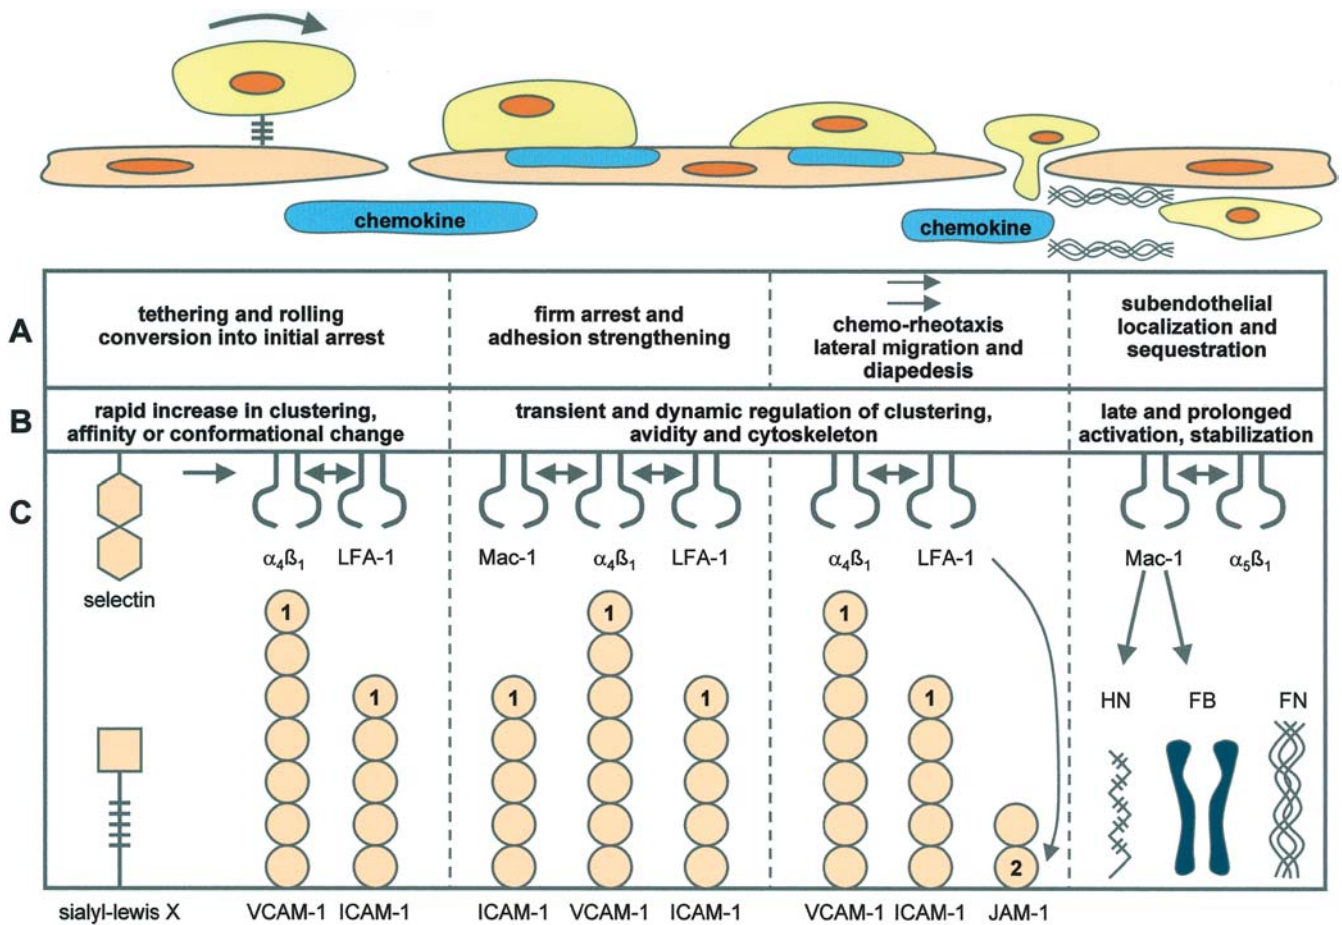 chemokine
chemokine
A
tethering and rolling
conversion into initial arrest
firm arrest and
adhesion strengthening
chemo-rheotaxis
lateral migration and
diapedesis
subendothelial
localization and
sequestration
B
rapid increase in clustering,
affinity or conformational change
transient and dynamic regulation of clustering,
avidity and cytoskeleton
late and prolonged
activation, stabilization
C
selectin
α₄ß₁ LFA-1
Mac-1 α₄ß₁ LFA-1
α₄ß₁ LFA-1
Mac-1 α₅ß₁
1 1
1 1 1
1 1
2
HN FB FN
sialyl-lewis X VCAM-1 ICAM-1 ICAM-1 VCAM-1 ICAM-1 VCAM-1 ICAM-1 JAM-1